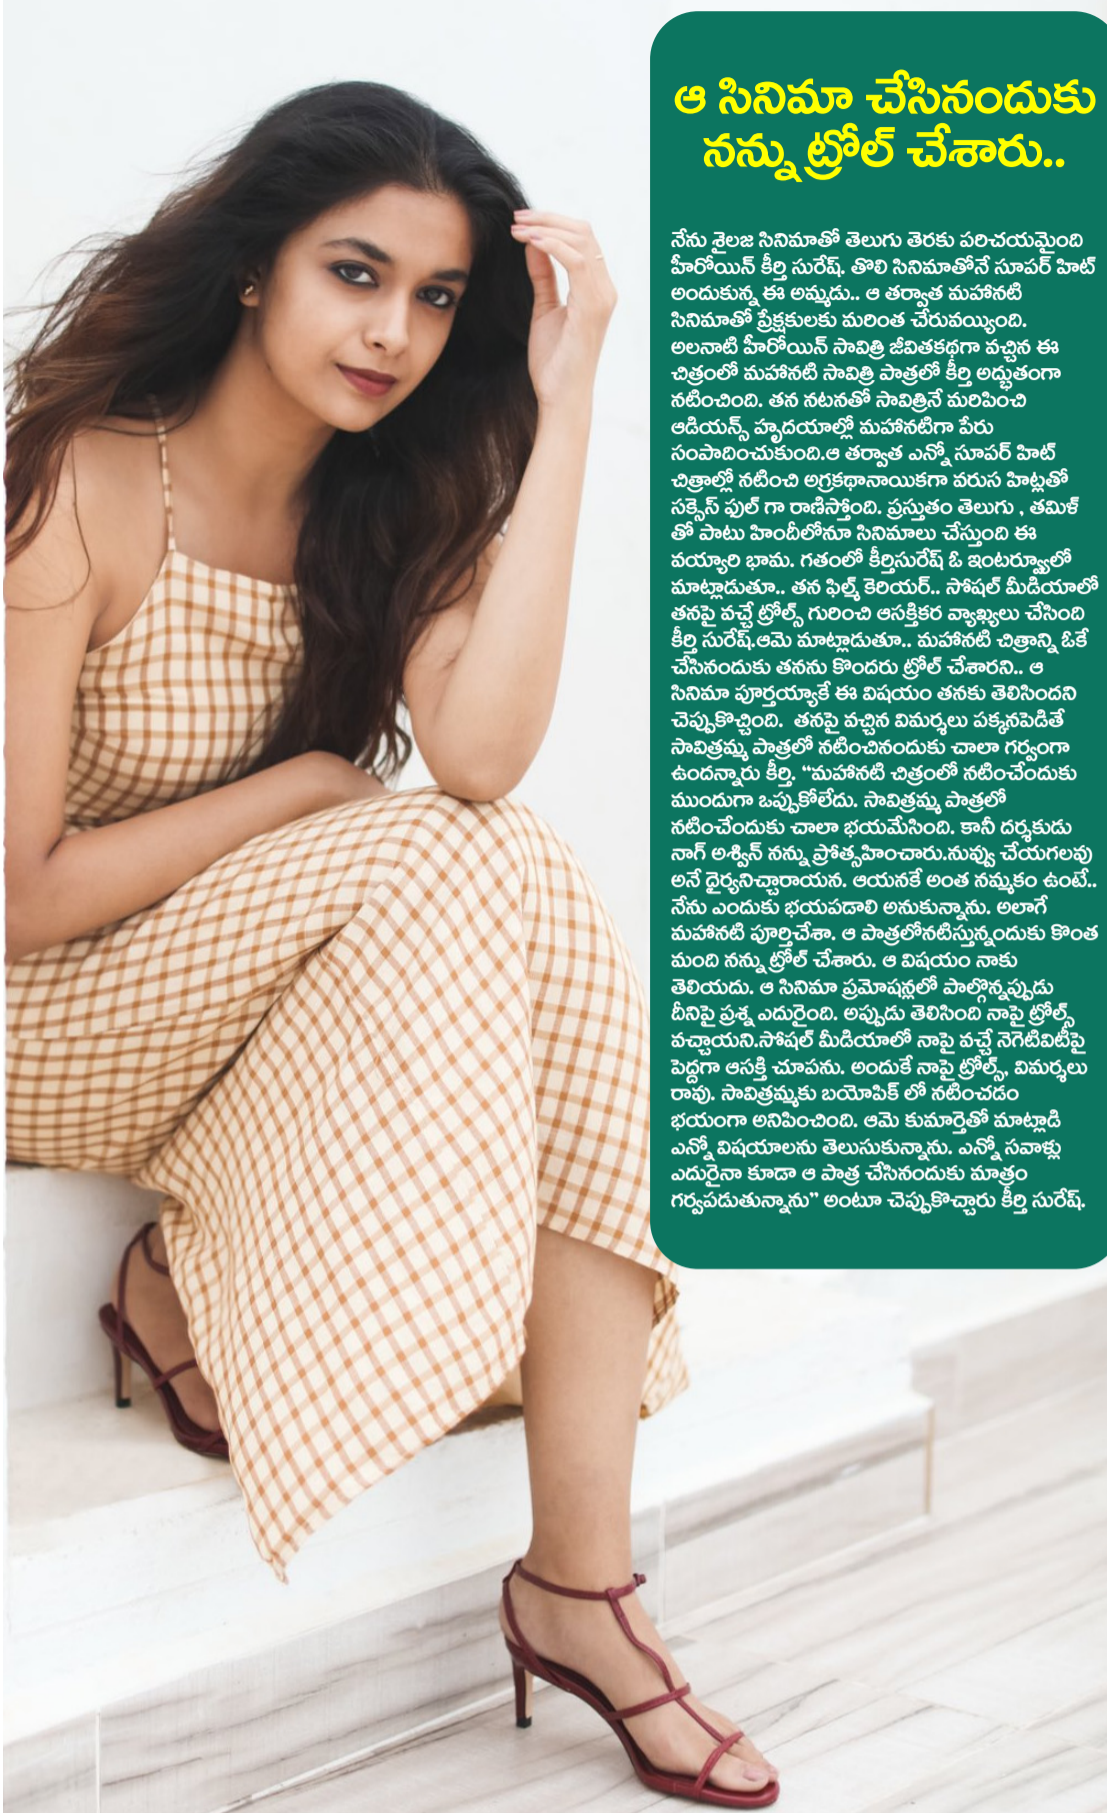 ఆ సినిమా చేసినందుకు
నన్ను ట్రోల్ చేశారు..
నేను శైలజ సినిమాతో తెలుగు తెరకు పరిచయమైంది
హీరోయిన్ కీర్తి సురేష్. తొలి సినిమాతోనే సూపర్ హిట్
అందుకున్న ఈ అమ్మడు.. ఆ తర్వాత మహానటి
సినిమాతో ప్రేక్షకులకు మరింత చేరువయ్యింది.
అలనాటి హీరోయిన్ సావిత్రి జీవితకథగా వచ్చిన ఈ
చిత్రంలో మహానటి సావిత్రి పాత్రలో కీర్తి అద్భుతంగా
నటించింది. తన నటనతో సావిత్రినే మరిపించి
ఆడియన్స్ హృదయాల్లో మహానటిగా పేరు
సంపాదించుకుంది.ఆ తర్వాత ఎన్నో సూపర్ హిట్
చిత్రాల్లో నటించి అగ్రకథానాయికగా వరుస హిట్లతో
సక్సెస్ ఫుల్ గా రాణిస్తోంది. ప్రస్తుతం తెలుగు , తమిళ్
తో పాటు హిందీలోనూ సినిమాలు చేస్తుంది ఈ
వయ్యారి భామ. గతంలో కీర్తిసురేష్ ఓ ఇంటర్వ్యూలో
మాట్లాడుతూ.. తన ఫిల్మ్ కెరియర్.. సోషల్ మీడియాలో
తనపై వచ్చే ట్రోల్స్ గురించి ఆసక్తికర వ్యాఖ్యలు చేసింది
కీర్తి సురేష్.ఆమె మాట్లాడుతూ.. మహానటి చిత్రాన్ని ఓకే
చేసినందుకు తనను కొందరు ట్రోల్ చేశారని.. ఆ
సినిమా పూర్తయ్యాకే ఈ విషయం తనకు తెలిసిందని
చెప్పుకొచ్చింది. తనపై వచ్చిన విమర్శలు పక్కనపెడితే
సావిత్రమ్మ పాత్రలో నటించినందుకు చాలా గర్వంగా
ఉందన్నారు కీర్తి. “మహానటి చిత్రంలో నటించేందుకు
ముందుగా ఒప్పుకోలేదు. సావిత్రమ్మ పాత్రలో
నటించేందుకు చాలా భయమేసింది. కానీ దర్శకుడు
నాగ్ అశ్విన్ నన్ను ప్రోత్సహించారు.నువ్వు చేయగలవు
అనే ధైర్యనిచ్చారాయన. ఆయనకే అంత నమ్మకం ఉంటే..
నేను ఎందుకు భయపడాలి అనుకున్నాను. అలాగే
మహానటి పూర్తిచేశా. ఆ పాత్రలోనటిస్తున్నందుకు కొంత
మంది నన్ను ట్రోల్ చేశారు. ఆ విషయం నాకు
తెలియదు. ఆ సినిమా ప్రమోషన్లలో పాల్గొన్నప్పుడు
దీనిపై ప్రశ్న ఎదురైంది. అప్పుడు తెలిసింది నాపై ట్రోల్స్
వచ్చాయని.సోషల్ మీడియాలో నాపై వచ్చే నెగెటివిటీపై
పెద్దగా ఆసక్తి చూపను. అందుకే నాపై ట్రోల్స్, విమర్శలు
రావు. సావిత్రమ్మకు బయోపిక్ లో నటించడం
భయంగా అనిపించింది. ఆమె కుమార్తెతో మాట్లాడి
ఎన్నో విషయాలను తెలుసుకున్నాను. ఎన్నో సవాళ్లు
ఎదురైనా కూడా ఆ పాత్ర చేసినందుకు మాత్రం
గర్వపడుతున్నాను” అంటూ చెప్పుకొచ్చారు కీర్తి సురేష్.